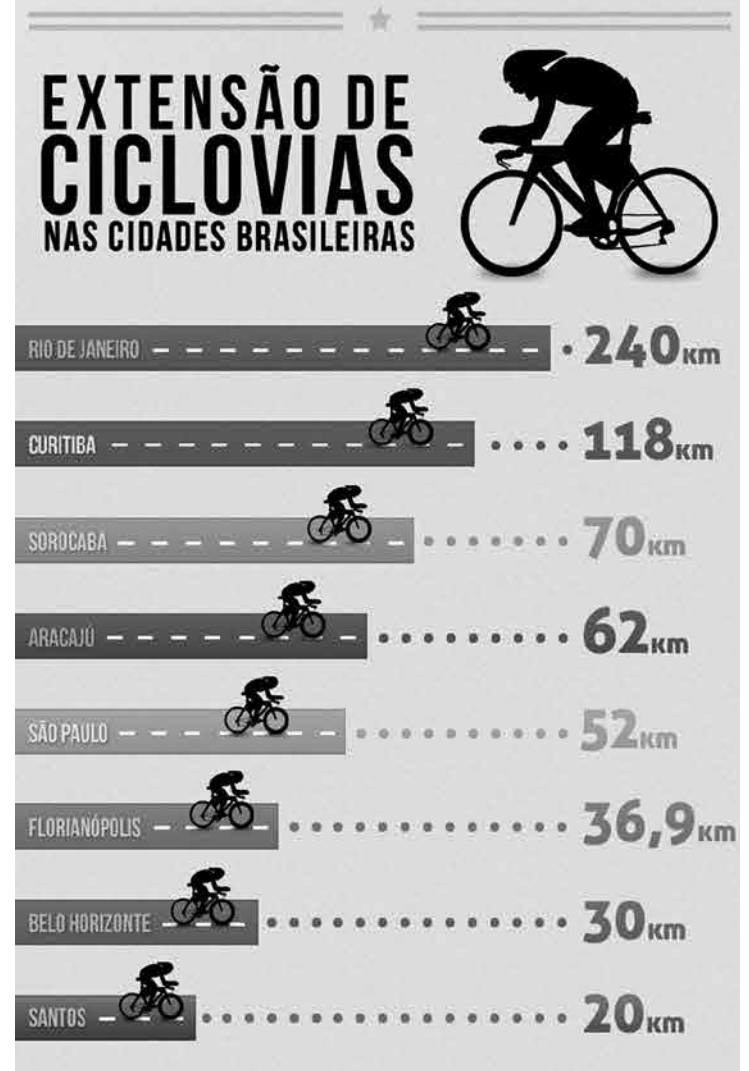 EXTENSÃO DE
CICLOVIAS
NAS CIDADES BRASILEIRAS
RIO DE JANEIRO 240KM
CURITIBA 118KM
SOROCABA 70KM
ARACAJÚ 62KM
SÃO PAULO 52KM
FLORIANÓPOLIS 36,9KM
BELO HORIZONTE 30KM
SANTOS 20KM